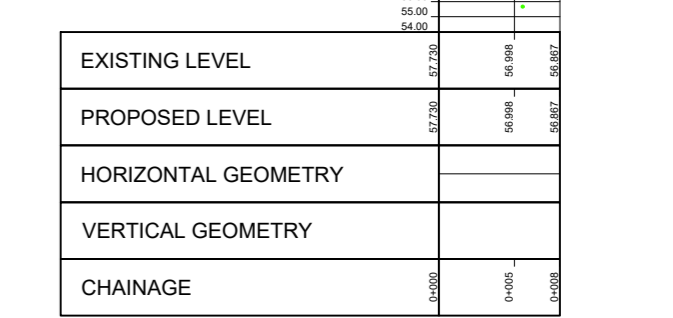 55.00
54.00
EXISTING LEVEL 57.730 56.998 56.867
PROPOSED LEVEL 57.730 56.998 56.867
HORIZONTAL GEOMETRY
VERTICAL GEOMETRY
CHAINAGE 0+000 0+005 0+008